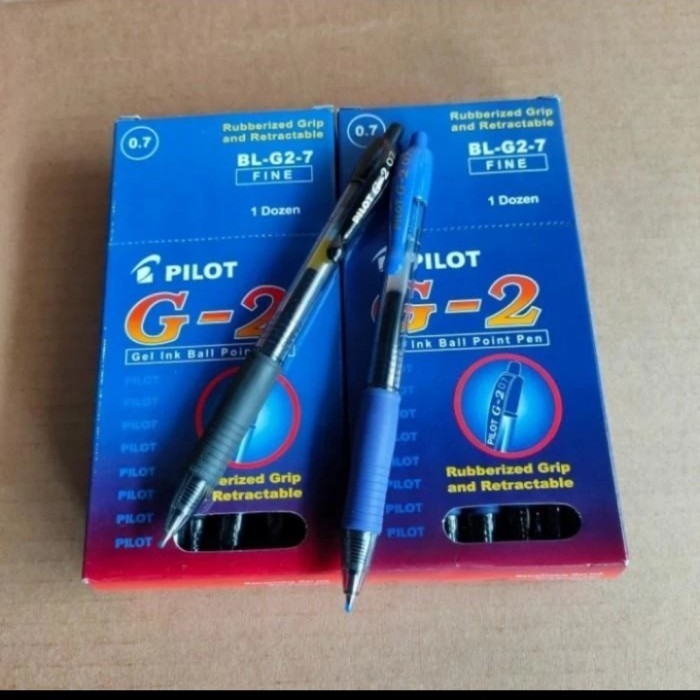 0.7
Rubberized Grip
and Retractable
BL-G2-7
FINE
1 Dozen
PILOT
G-2
Gel Ink Ball Point
PILOT
PILOT
PILOT
PILOT
PILOT
PILOT
PILOT
PILOT
Rubberized Grip
Retractable
PILOT G-2 07
PILOT G-2
0.7
Rubberized Grip
and Retractable
BL-G2-7
FINE
1 Dozen
PILOT
G-2
Ink Ball Point Pen
PILOT G-2 07
Rubberized Grip
and Retractable
PILOT
PILOT
PILOT
PILOT